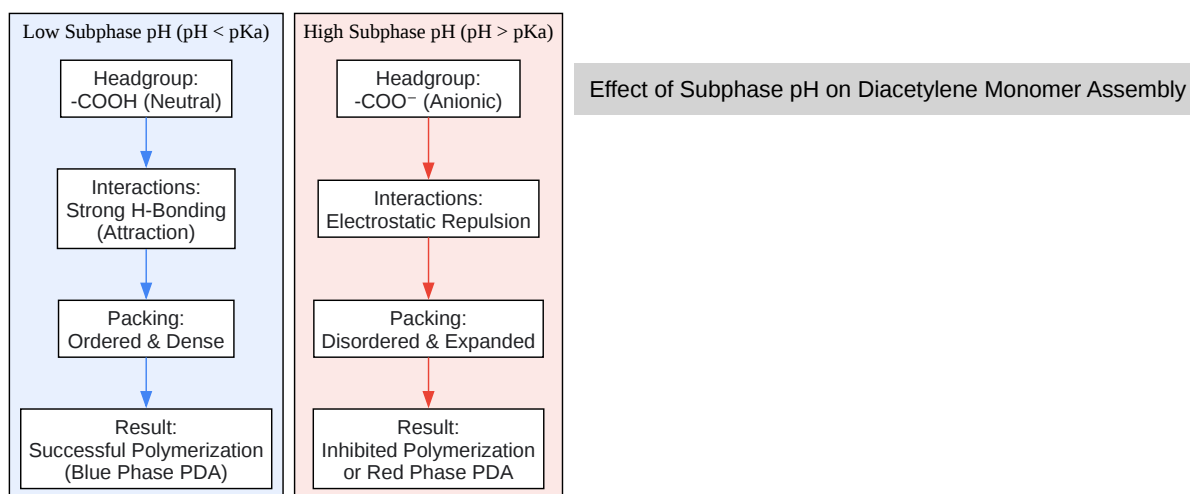 Low Subphase pH (pH < pKa)
Headgroup:
-COOH (Neutral)
Interactions:
Strong H-Bonding
(Attraction)
Packing:
Ordered & Dense
Result:
Successful Polymerization
(Blue Phase PDA)
High Subphase pH (pH > pKa)
Headgroup:
-COO⁻ (Anionic)
Interactions:
Electrostatic Repulsion
Packing:
Disordered & Expanded
Result:
Inhibited Polymerization
or Red Phase PDA
Effect of Subphase pH on Diacetylene Monomer Assembly